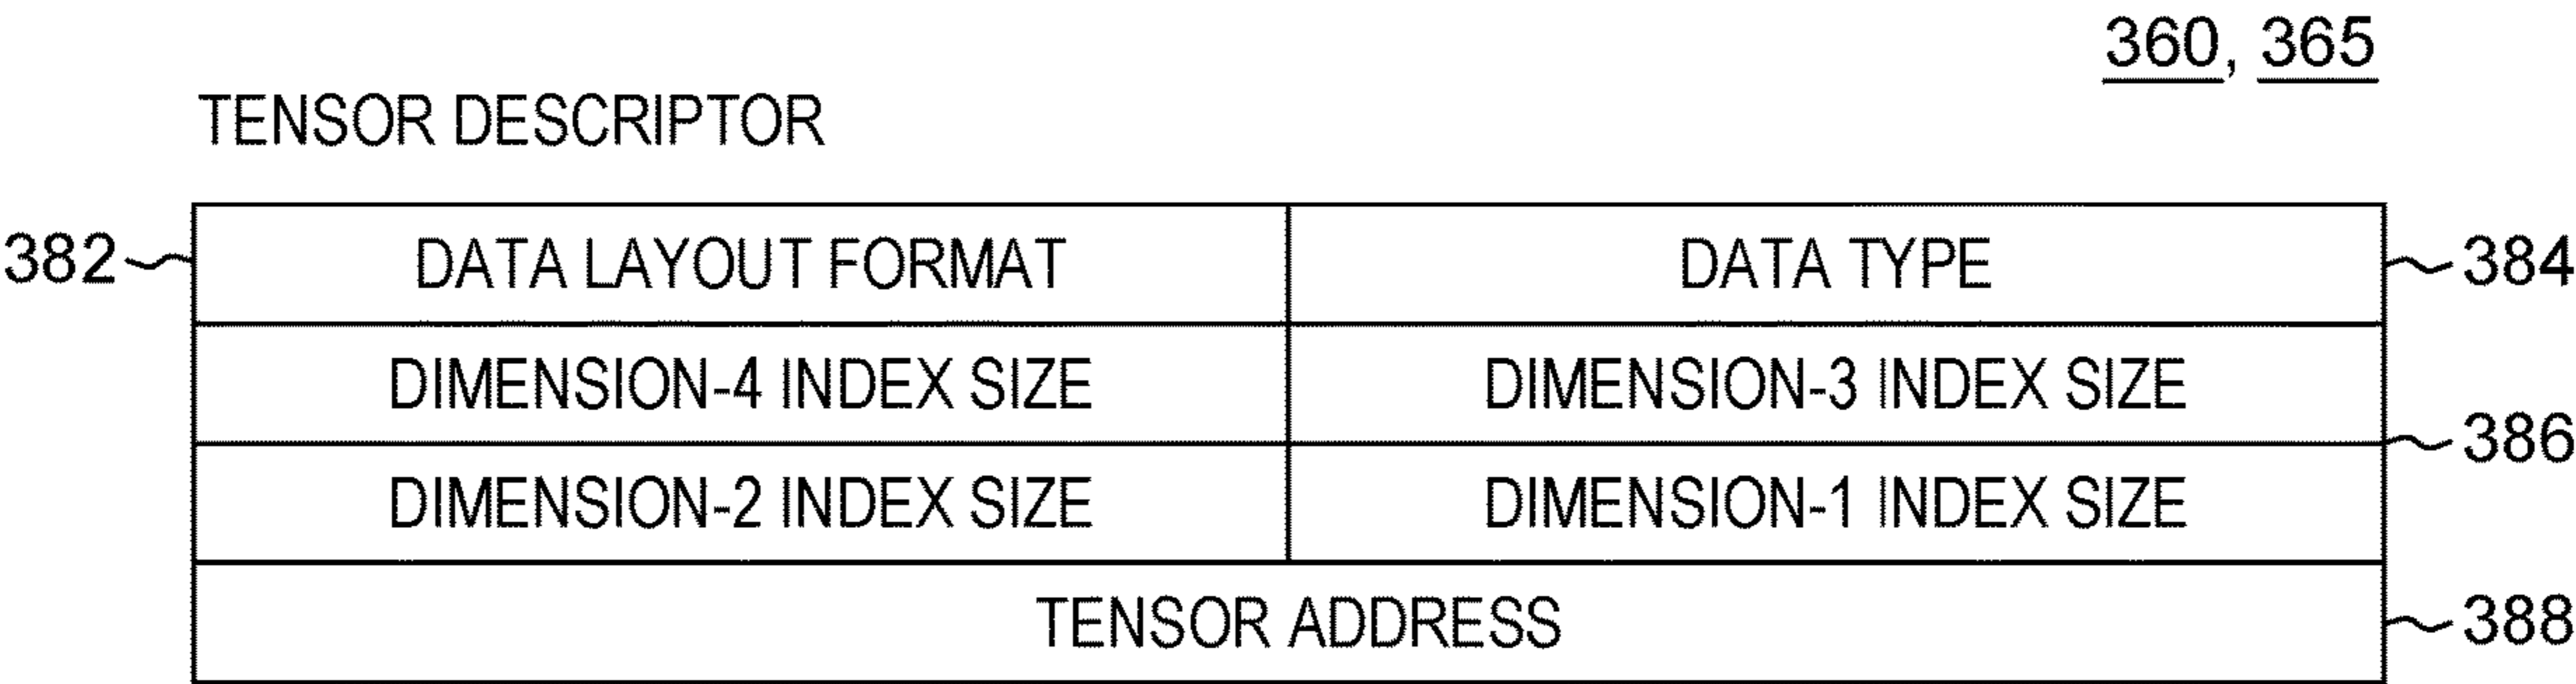 360, 365
TENSOR DESCRIPTOR
382 DATA LAYOUT FORMAT DATA TYPE 384
DIMENSION-4 INDEX SIZE DIMENSION-3 INDEX SIZE
386
DIMENSION-2 INDEX SIZE DIMENSION-1 INDEX SIZE
TENSOR ADDRESS 388